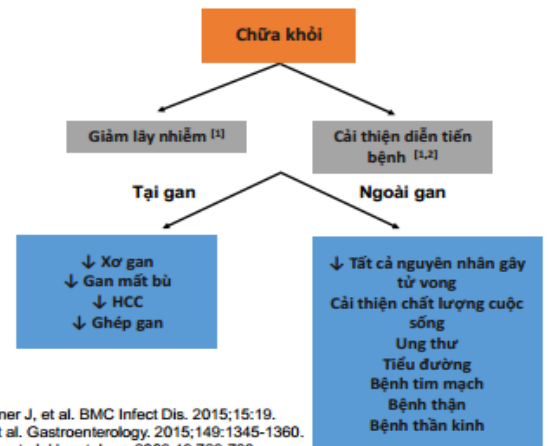 Chữa khỏi
Giảm lây nhiễm [1]
Cải thiện diễn tiến
bệnh [1,2]
Tại gan
Ngoài gan
↓ Xơ gan
↓ Gan mất bù
↓ HCC
↓ Ghép gan
↓ Tất cả nguyên nhân gây
tử vong
Cải thiện chất lượng cuộc
sống
Ung thư
Tiểu đường
Bệnh tim mạch
Bệnh thận
Bệnh thần kinh
ner J, et al. BMC Infect Dis. 2015;15:19.
t al. Gastroenterology. 2015;149:1345-1360.